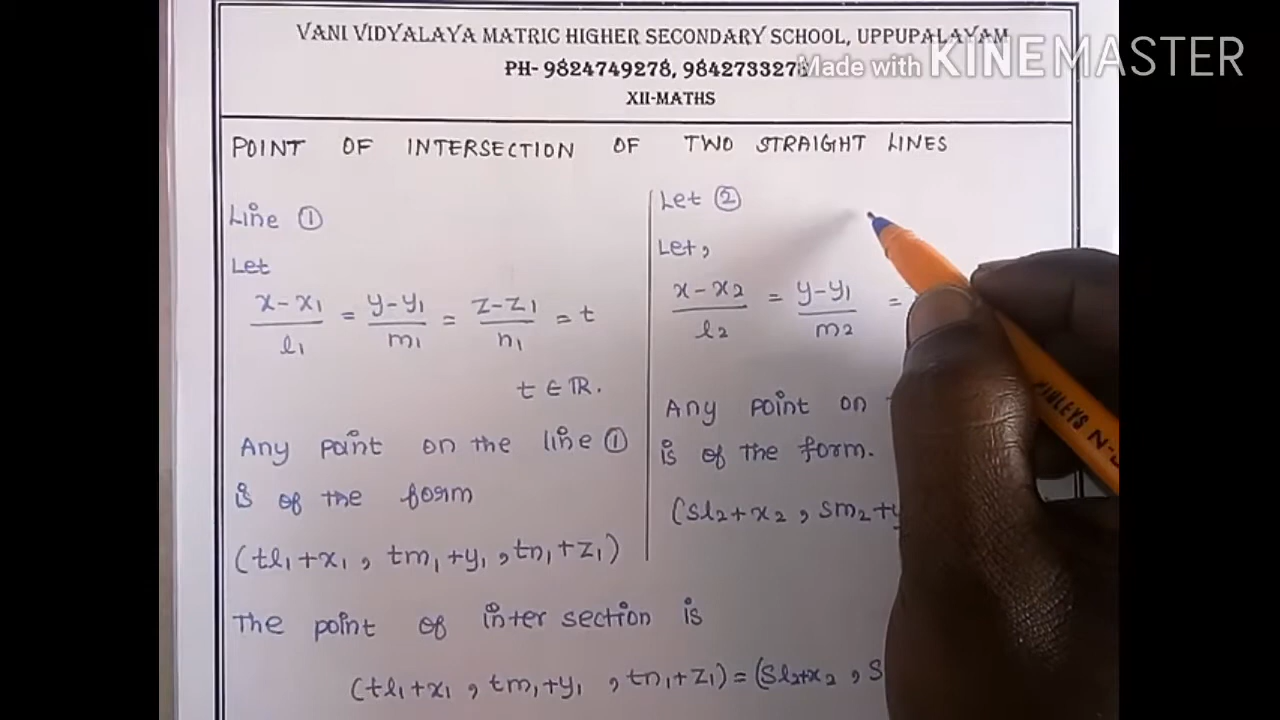 VANI VIDYALAYA MATRIC HIGHER SECONDARY SCHOOL, UPPUPALAYAM
PH- 9824749278, 9842733278
Made with KINEMASTER
XII-MATHS
POINT OF INTERSECTION OF TWO STRAIGHT LINES
Line ①
Let
x-x₁/l₁ = y-y₁/m₁ = z-z₁/n₁ = t
t ∈ ℝ.
Any point on the line ①
is of the form
(tl₁+x₁, tm₁+y₁, tn₁+z₁)
Let ②
Let,
x-x₂/l₂ = y-y₁/m₂ =
Any point on
is of the form.
(sl₂+x₂, sm₂+y
The point of inter section is
(tl₁+x₁, tm₁+y₁, tn₁+z₁) = (sl₂+x₂, s
KINLEYS